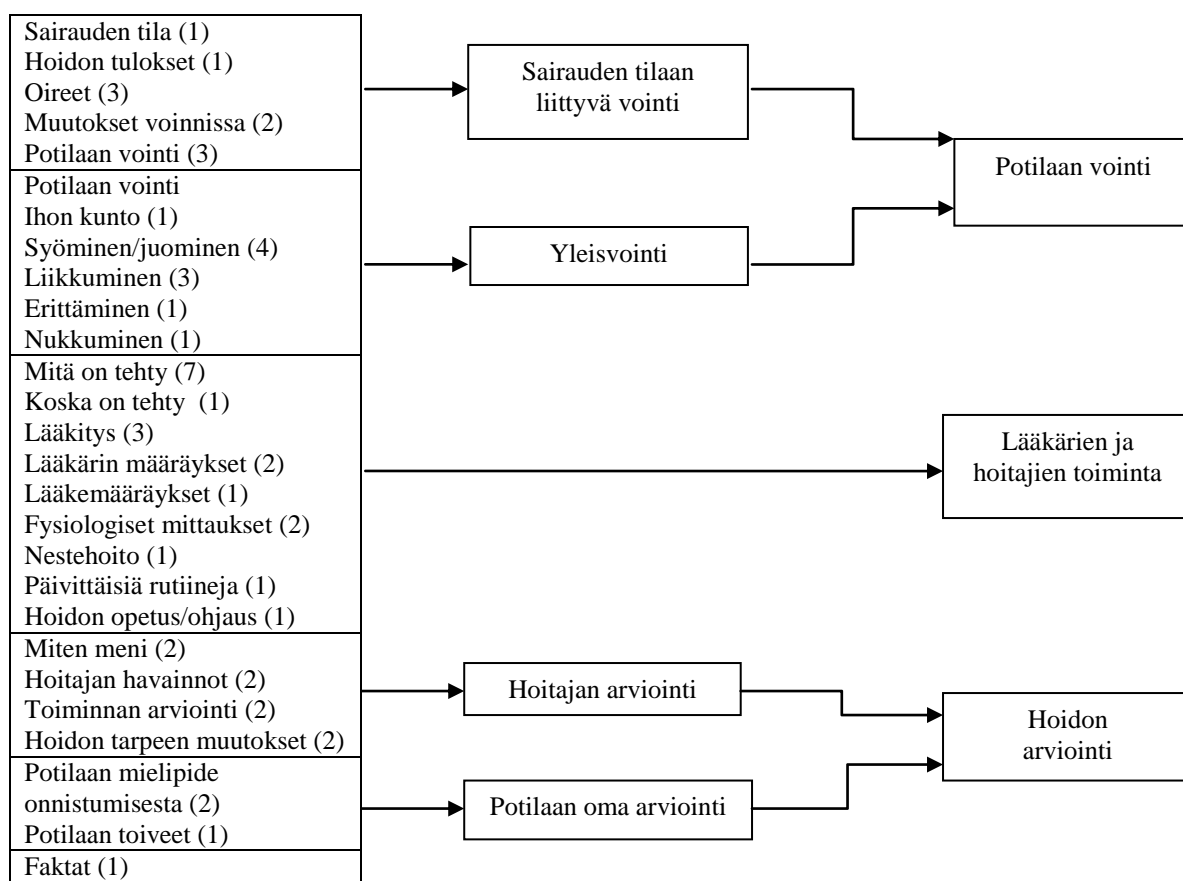 Sairauden tila (1)
Hoidon tulokset (1)
Oireet (3)
Muutokset voinnissa (2)
Potilaan vointi (3)
Potilaan vointi
Ihon kunto (1)
Syöminen/juominen (4)
Liikkuminen (3)
Erittäminen (1)
Nukkuminen (1)
Mitä on tehty (7)
Koska on tehty (1)
Lääkitys (3)
Lääkärin määräykset (2)
Lääkemääräykset (1)
Fysiologiset mittaukset (2)
Nestehoito (1)
Päivittäisiä rutiineja (1)
Hoidon opetus/ohjaus (1)
Miten meni (2)
Hoitajan havainnot (2)
Toiminnan arviointi (2)
Hoidon tarpeen muutokset (2)
Potilaan mielipide
onnistumisesta (2)
Potilaan toiveet (1)
Faktat (1)
Sairauden tilaan
liittyvä vointi
Yleisvointi
Hoitajan arviointi
Potilaan oma arviointi
Potilaan vointi
Lääkärien ja
hoitajien toiminta
Hoidon
arviointi